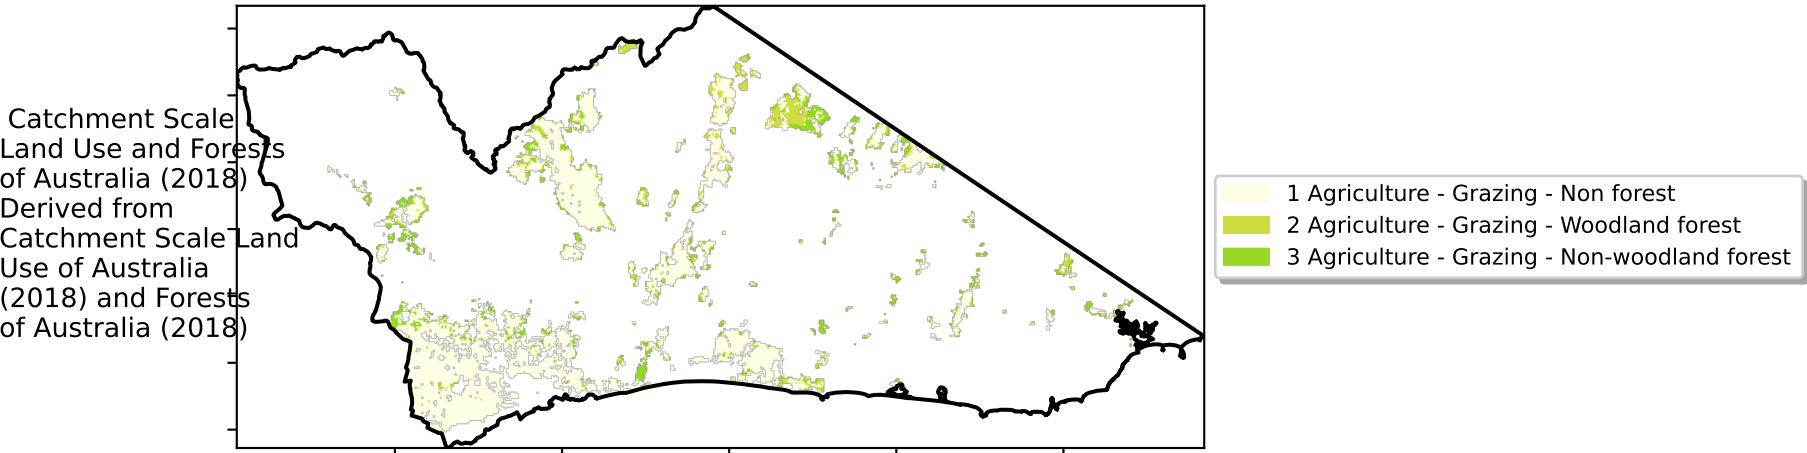 Catchment Scale
Land Use and Forests
of Australia (2018)
Derived from
Catchment Scale Land
Use of Australia
(2018) and Forests
of Australia (2018)
1 Agriculture - Grazing - Non forest
2 Agriculture - Grazing - Woodland forest
3 Agriculture - Grazing - Non-woodland forest